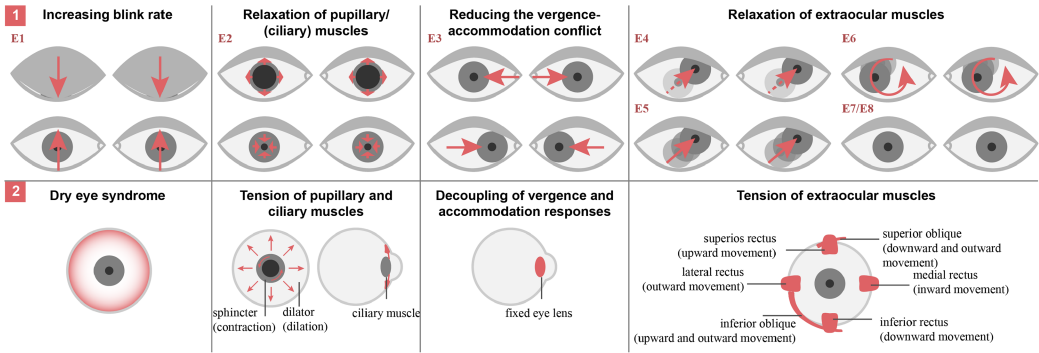 1
Increasing blink rate
Relaxation of pupillary/
(ciliary) muscles
Reducing the vergence-
accommodation conflict
Relaxation of extraocular muscles
E1
E2
E3
E4
E6
E5
E7/E8
2
Dry eye syndrome
Tension of pupillary and
ciliary muscles
Decoupling of vergence and
accommodation responses
Tension of extraocular muscles
sphincter
(contraction)
dilator
(dilation)
ciliary muscle
fixed eye lens
superios rectus
(upward movement)
superior oblique
(downward and outward
movement)
lateral rectus
(outward movement)
medial rectus
(inward movement)
inferior oblique
(upward and outward movement)
inferior rectus
(downward movement)